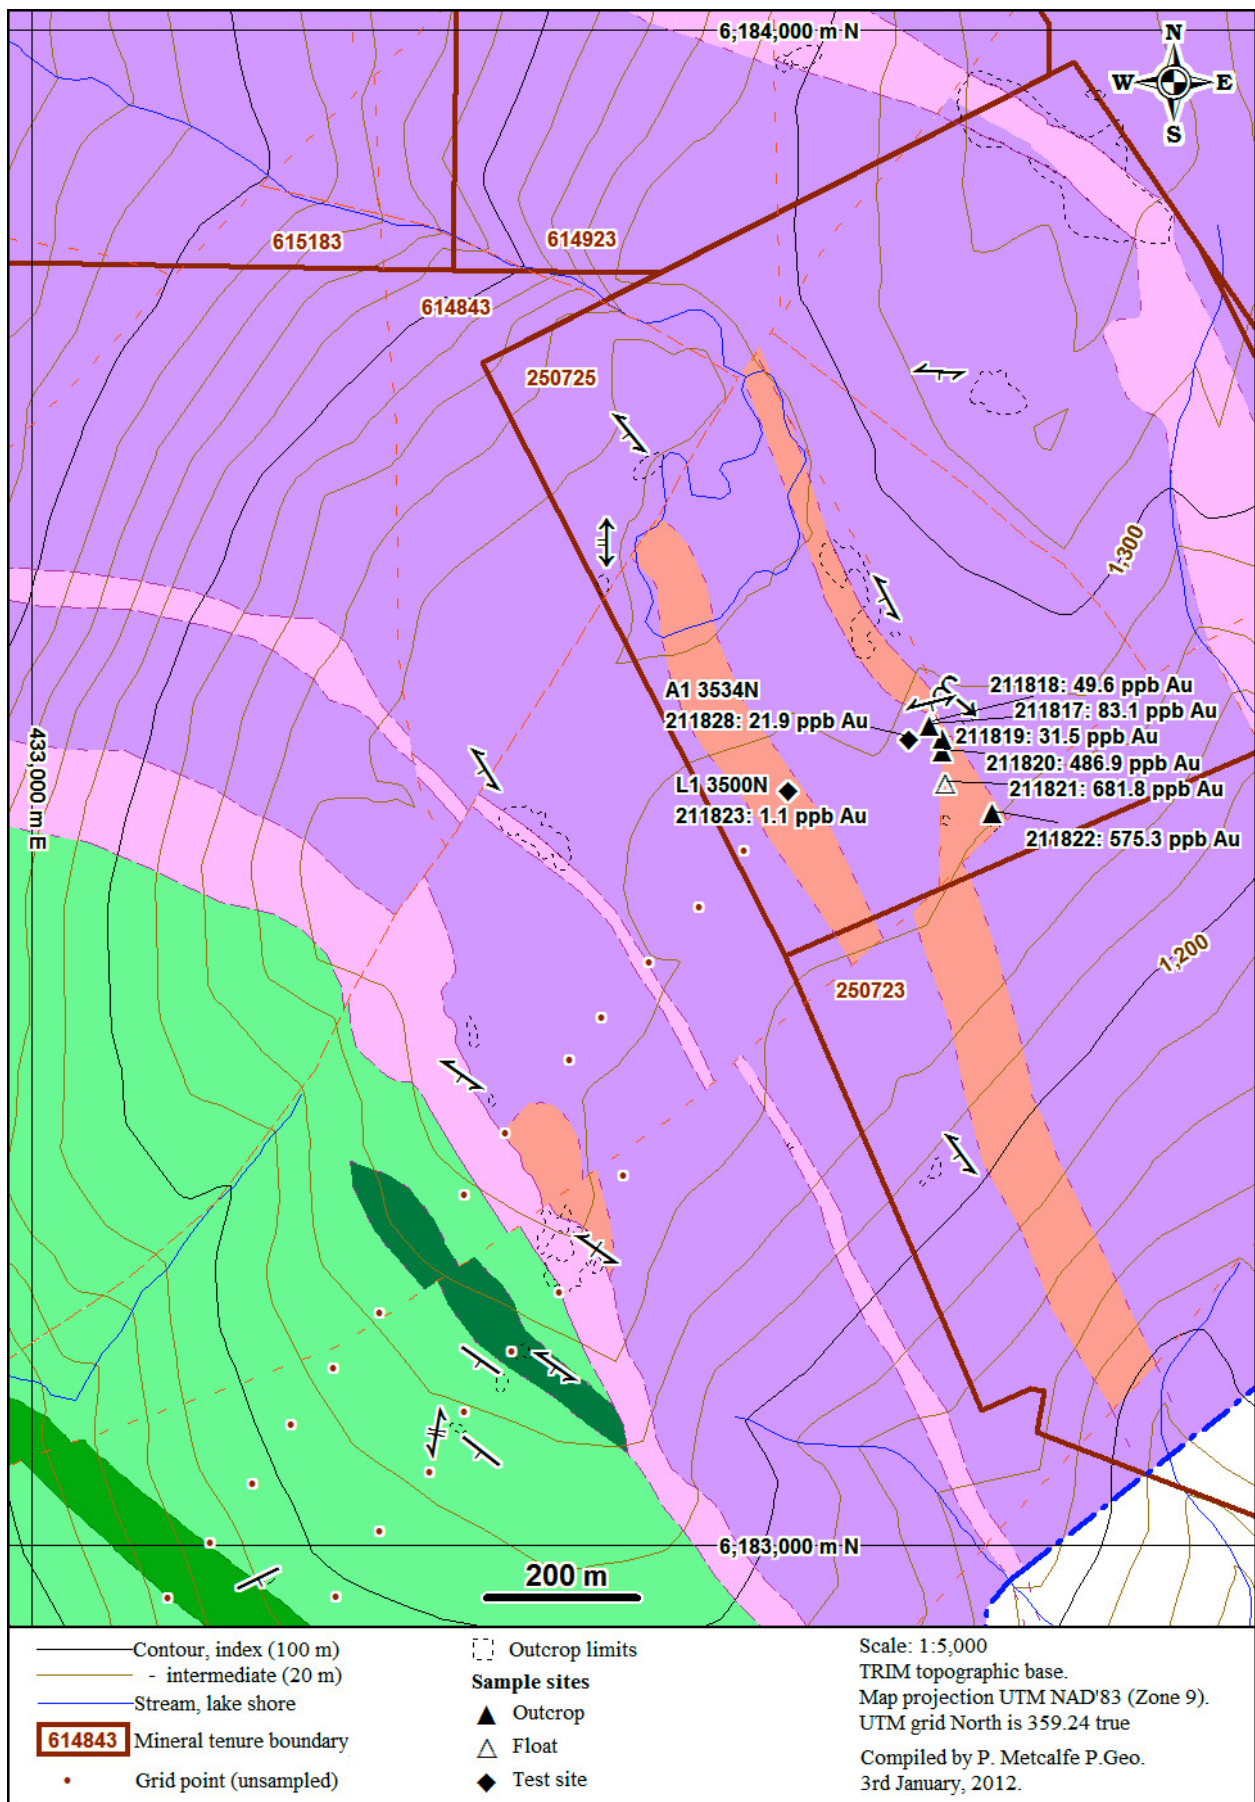 6,184,000 m N
N
W
E
S
615183
614923
614843
250725
1,300
A1 3534N
211828: 21.9 ppb Au
211818: 49.6 ppb Au
211817: 83.1 ppb Au
211819: 31.5 ppb Au
211820: 486.9 ppb Au
211821: 681.8 ppb Au
211822: 575.3 ppb Au
L1 3500N
211823: 1.1 ppb Au
433,000 m E
1,200
250723
6,183,000 m N
200 m
Contour, index (100 m)
- intermediate (20 m)
Stream, lake shore
614843 Mineral tenure boundary
Grid point (unsampled)
Outcrop limits
Sample sites
Outcrop
Float
Test site
Scale: 1:5,000
TRIM topographic base.
Map projection UTM NAD'83 (Zone 9).
UTM grid North is 359.24 true
Compiled by P. Metcalfe P.Geo.
3rd January, 2012.